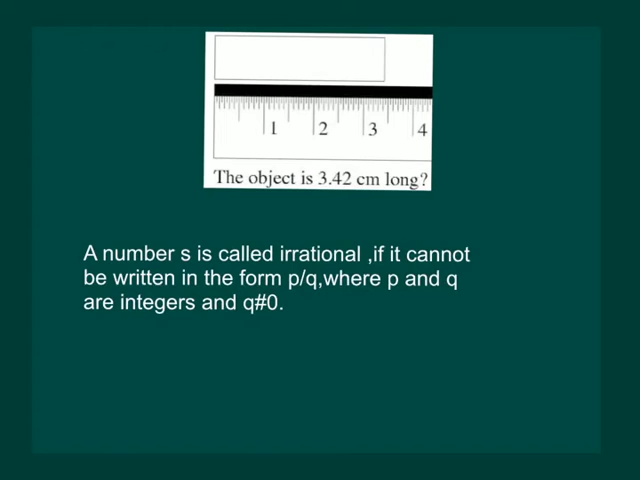 1 2 3 4
The object is 3.42 cm long?
A number s is called irrational ,if it cannot
be written in the form p/q,where p and q
are integers and q#0.